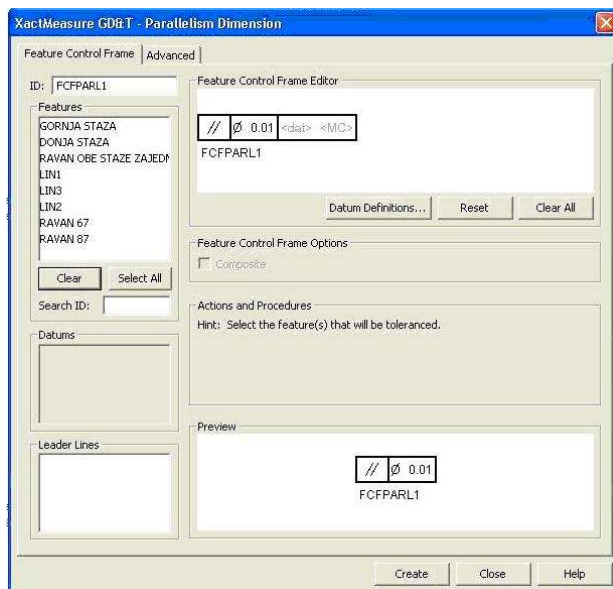 XactMeasure GD&T - Parallelism Dimension
Feature Control Frame
Advanced
ID: FCFPARL1
Features
GORNJA STAZA
DONJA STAZA
RAVAN OBE STAZE ZAJEDN
LIN1
LIN3
LIN2
RAVAN 67
RAVAN 87
Clear
Select All
Search ID:
Datums
Leader Lines
Feature Control Frame Editor
// Ø 0.01 <dat> <MC>
FCFPARL1
Datum Definitions...
Reset
Clear All
Feature Control Frame Options
Composite
Actions and Procedures
Hint: Select the feature(s) that will be toleranced.
Preview
// Ø 0.01
FCFPARL1
Create
Close
Help